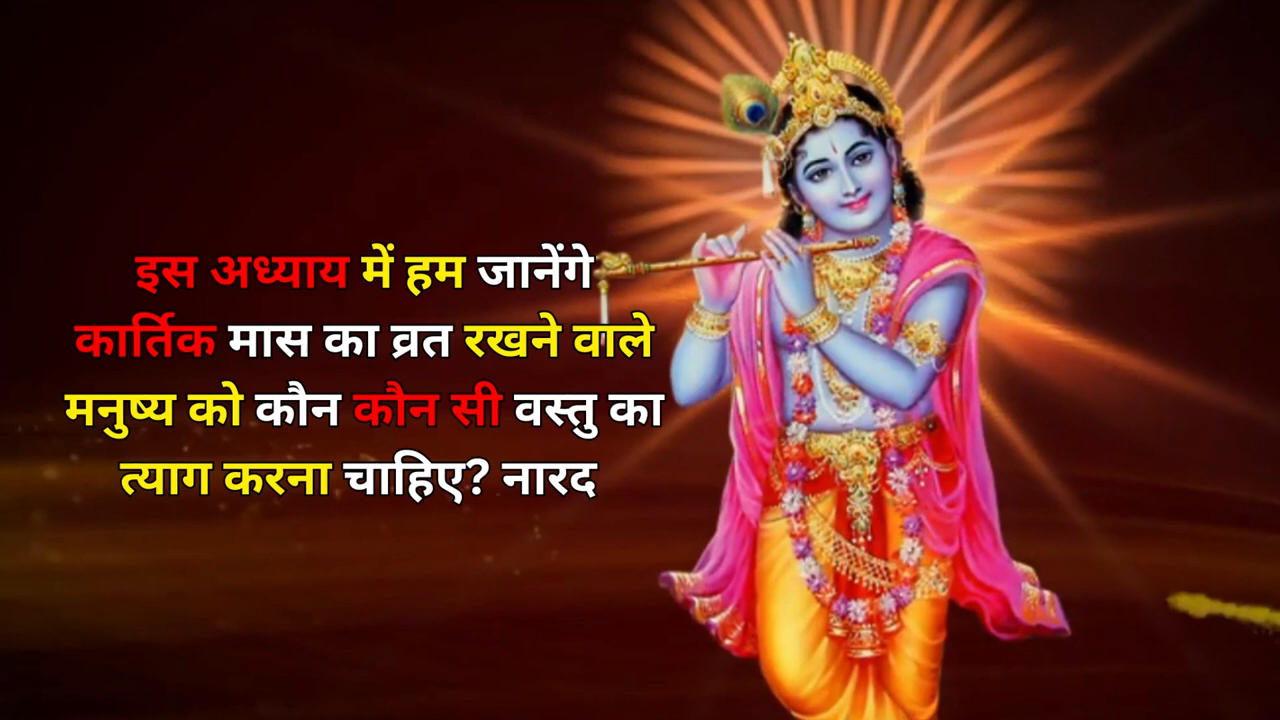 इस अध्याय में हम जानेंगे
कार्तिक मास का व्रत रखने वाले
मनुष्य को कौन कौन सी वस्तु का
त्याग करना चाहिए? नारद